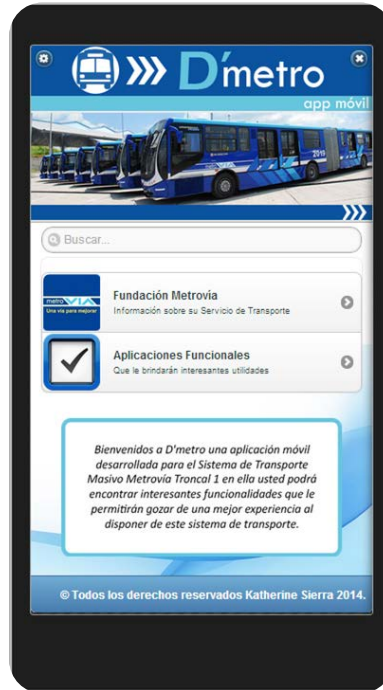 D'metro
app móvil
2019
Buscar...
metroVIA
Una vía para mejorar
Fundación Metrovía
Información sobre su Servicio de Transporte
Aplicaciones Funcionales
Que le brindarán interesantes utilidades
Bienvenidos a D'metro una aplicación móvil
desarrollada para el Sistema de Transporte
Masivo Metrovía Troncal 1 en ella usted podrá
encontrar interesantes funcionalidades que le
permitirán gozar de una mejor experiencia al
disponer de este sistema de transporte.
© Todos los derechos reservados Katherine Sierra 2014.